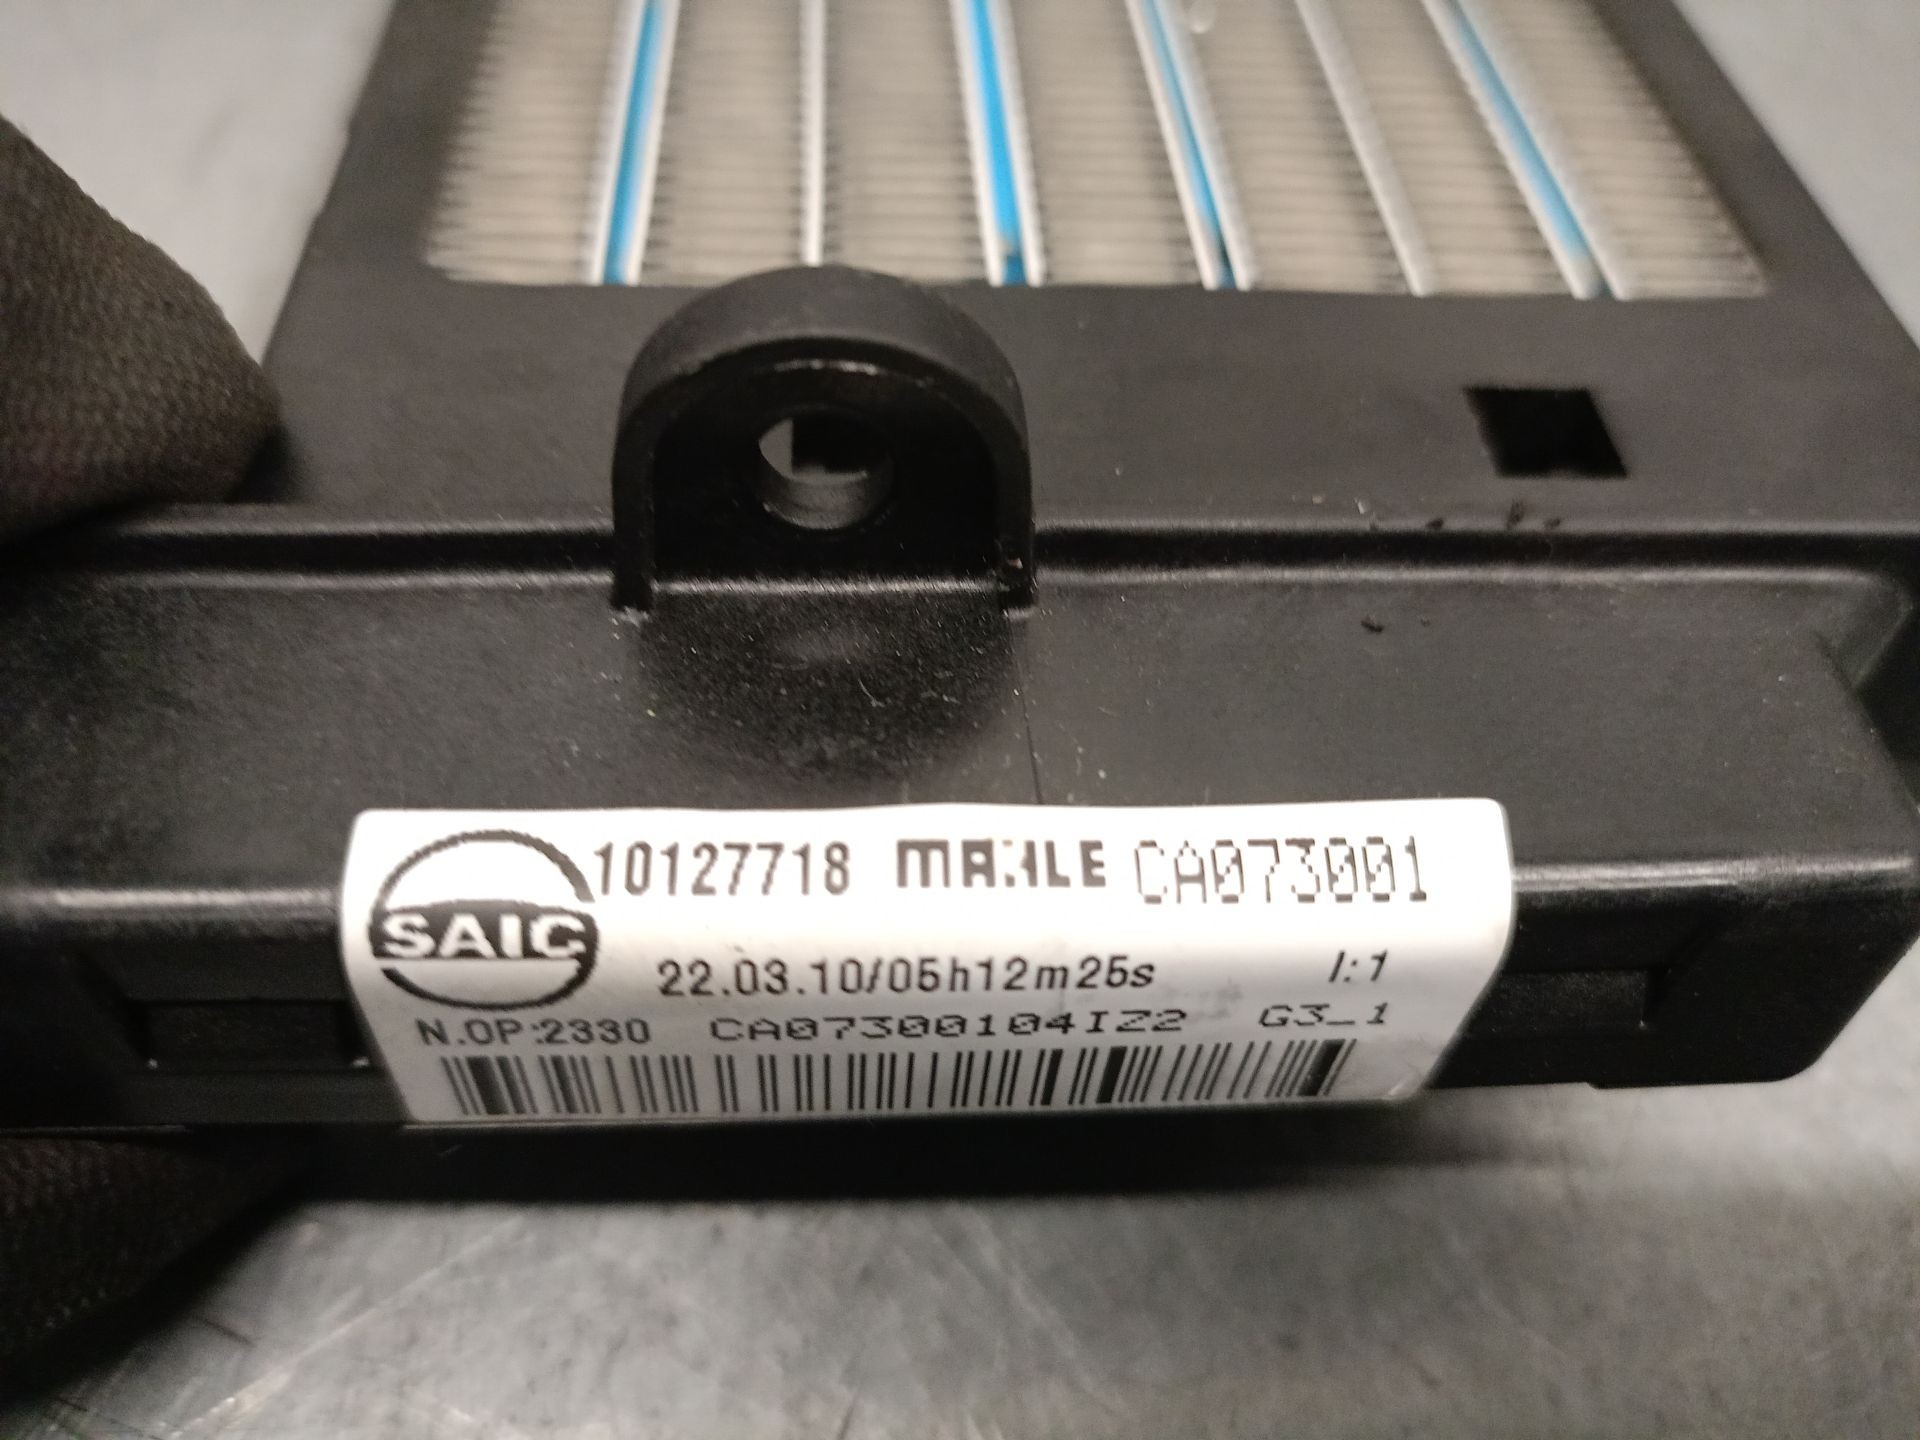 SAIC 10127718 MAHLE CA073001
22.03.10/05h12m25s I:1
N.OP:2330 CA07300104IZ2 G3_1